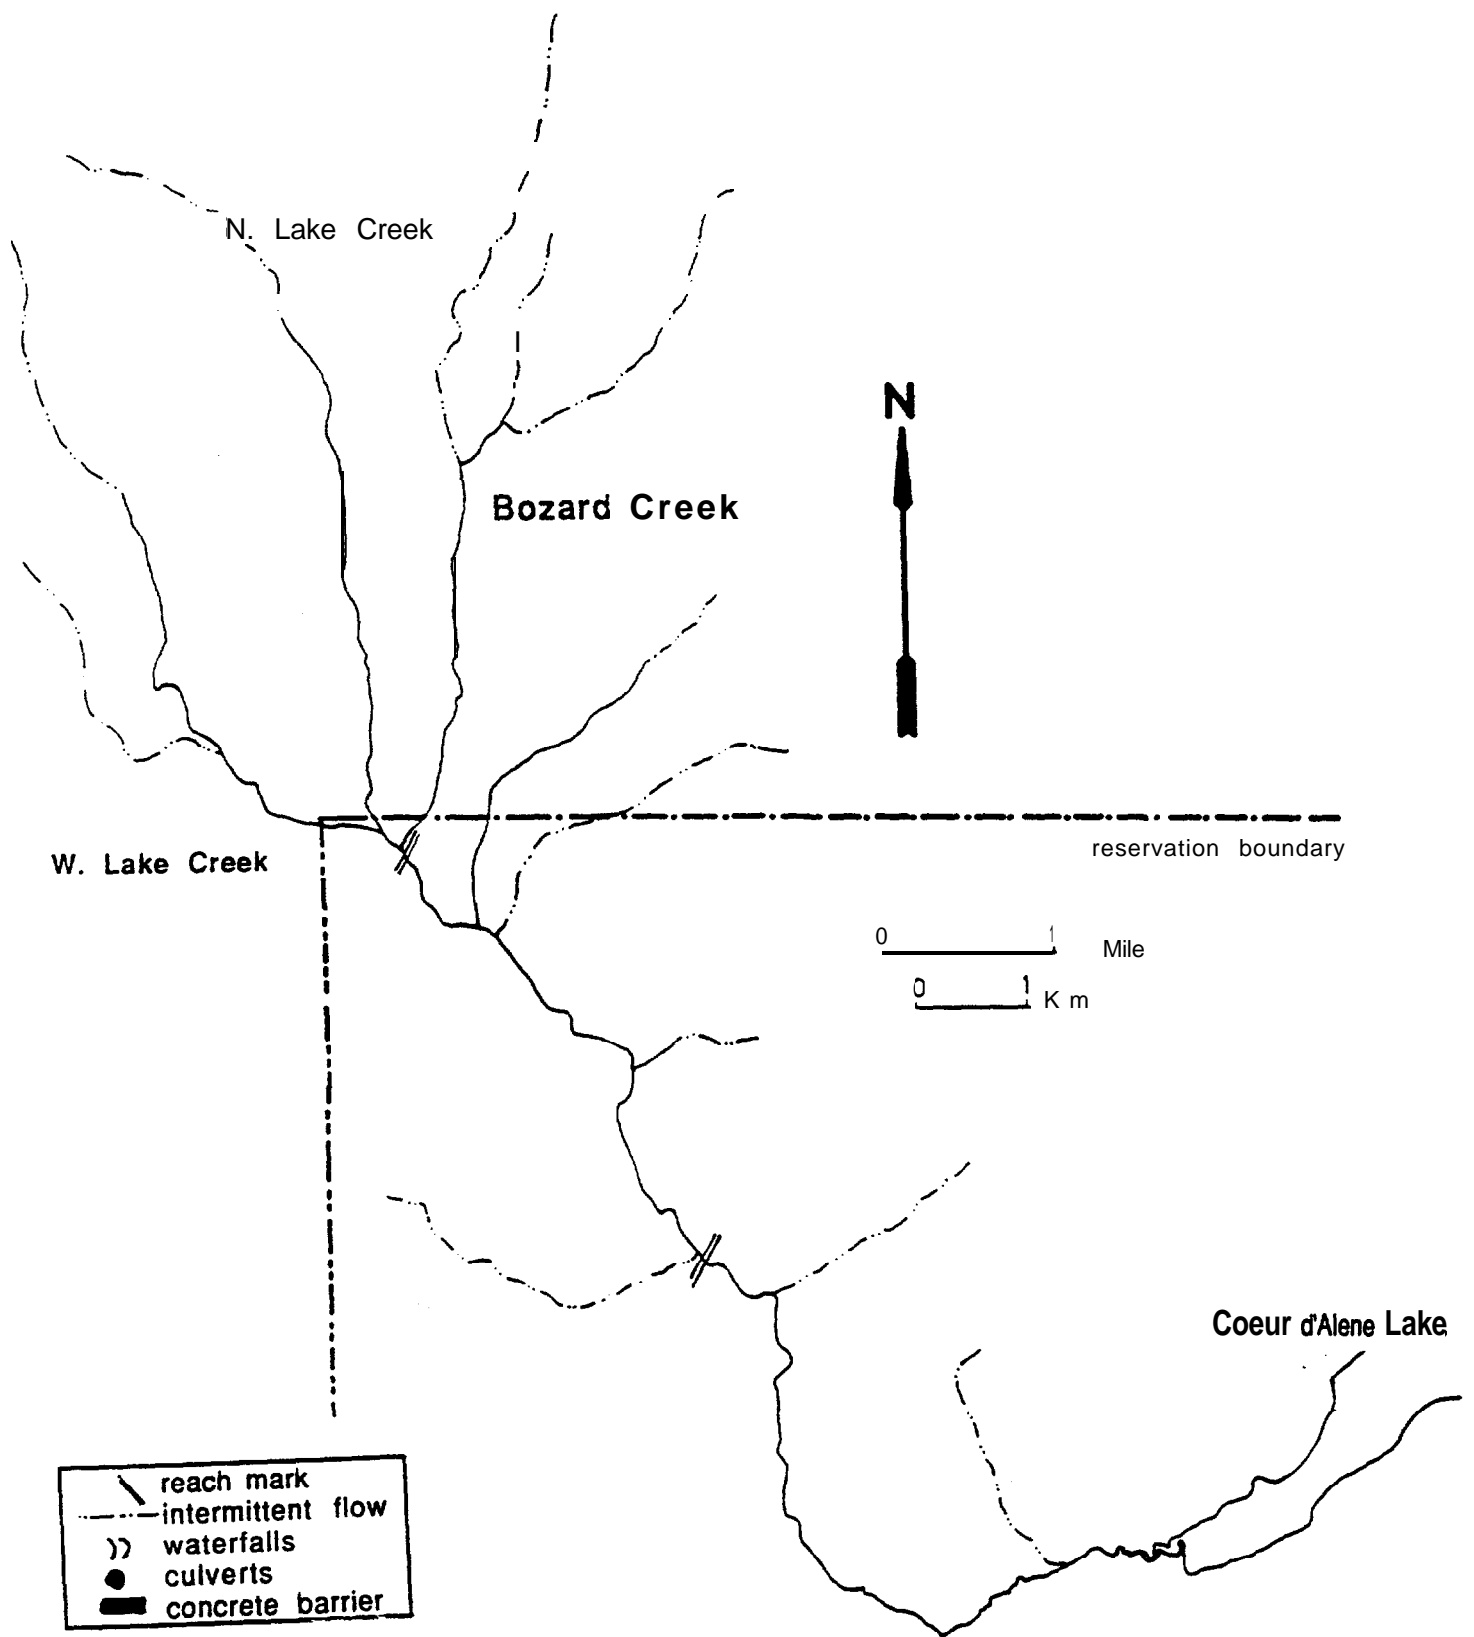 N. Lake Creek
N
Bozard Creek
reservation boundary
W. Lake Creek
0 1 Mile
0 1 Km
Coeur d'Alene Lake
reach mark
intermittent flow
waterfalls
culverts
concrete barrier